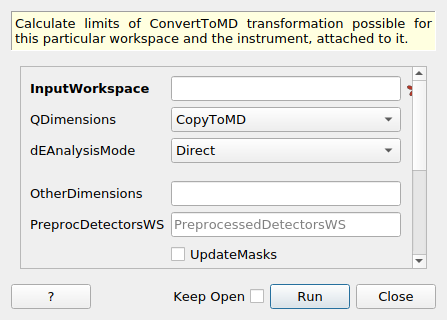 Calculate limits of ConvertToMD transformation possible for
this particular workspace and the instrument, attached to it.
InputWorkspace
QDimensions CopyToMD
dEAnalysisMode Direct
OtherDimensions
PreprocDetectorsWS PreprocessedDetectorsWS
UpdateMasks
? Keep Open Run Close